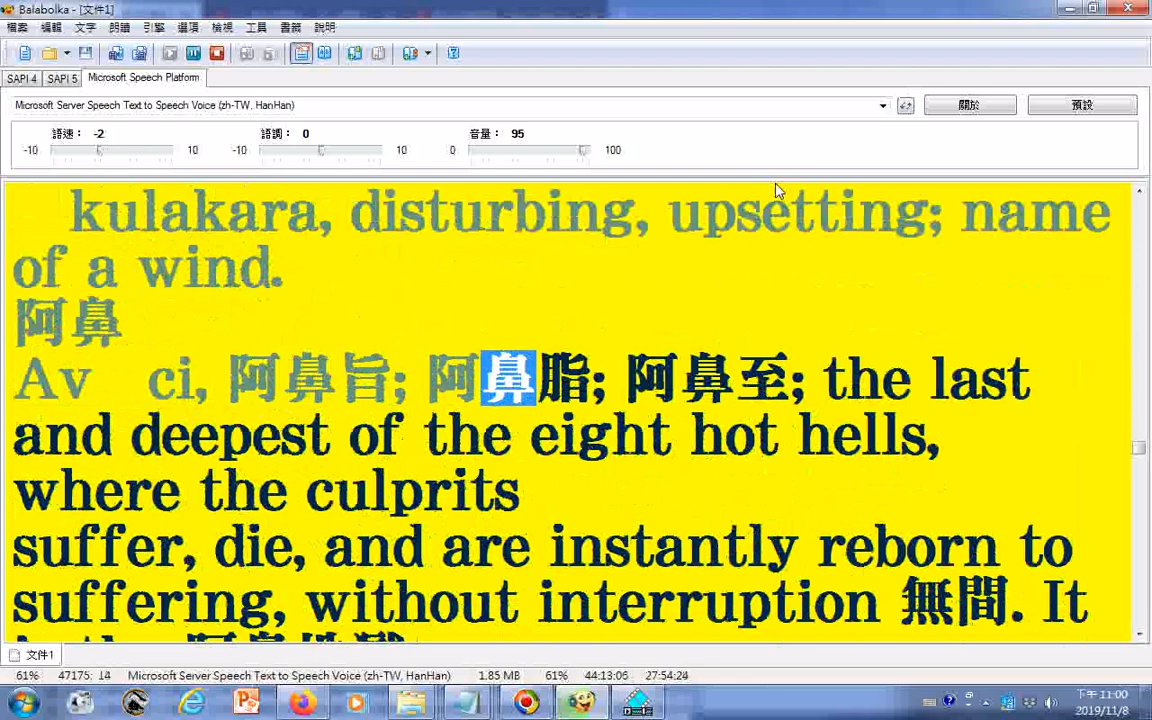 Balabolka - [文件1]
檔案 編輯 文字 朗讀 引擎 選項 檢視 工具 書籤 說明
SAPI 4 SAPI 5 Microsoft Speech Platform
Microsoft Server Speech Text to Speech Voice (zh-TW, HanHan) 關於 預設
語速： -2 語調： 0 音量： 95
-10 10 -10 10 0 100
kulakara, disturbing, upsetting; name
of a wind.
阿鼻
Av ci, 阿鼻旨; 阿鼻脂; 阿鼻至; the last
and deepest of the eight hot hells,
where the culprits
suffer, die, and are instantly reborn to
suffering, without interruption 無間. It
文件1
61% 47175: 14 Microsoft Server Speech Text to Speech Voice (zh-TW, HanHan) 1.85 MB 61% 44:13:06 27:54:24
下午 11:00
2019/11/8